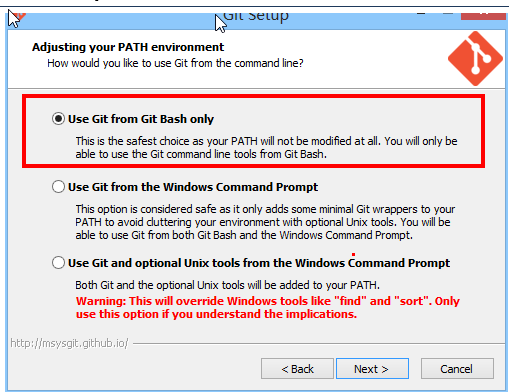 Git Setup
Adjusting your PATH environment
How would you like to use Git from the command line?
Use Git from Git Bash only
This is the safest choice as your PATH will not be modified at all. You will only be
able to use the Git command line tools from Git Bash.
Use Git from the Windows Command Prompt
This option is considered safe as it only adds some minimal Git wrappers to your
PATH to avoid cluttering your environment with optional Unix tools. You will be
able to use Git from both Git Bash and the Windows Command Prompt.
Use Git and optional Unix tools from the Windows Command Prompt
Both Git and the optional Unix tools will be added to your PATH.
Warning: This will override Windows tools like "find" and "sort". Only
use this option if you understand the implications.
http://msysgit.github.io/
< Back Next > Cancel